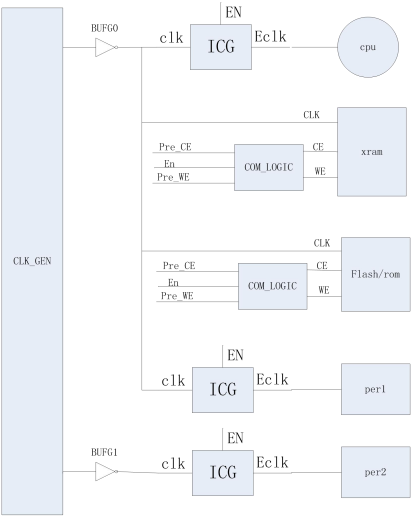 EN
BUFG0
clk
ICG
Eclk
cpu
CLK
Pre_CE
CE
xram
En
COM_LOGIC
Pre_WE
WE
CLK
CLK_GEN
Pre_CE
CE
Flash/rom
En
COM_LOGIC
Pre_WE
WE
EN
clk
ICG
Eclk
per1
EN
BUFG1
clk
ICG
Eclk
per2